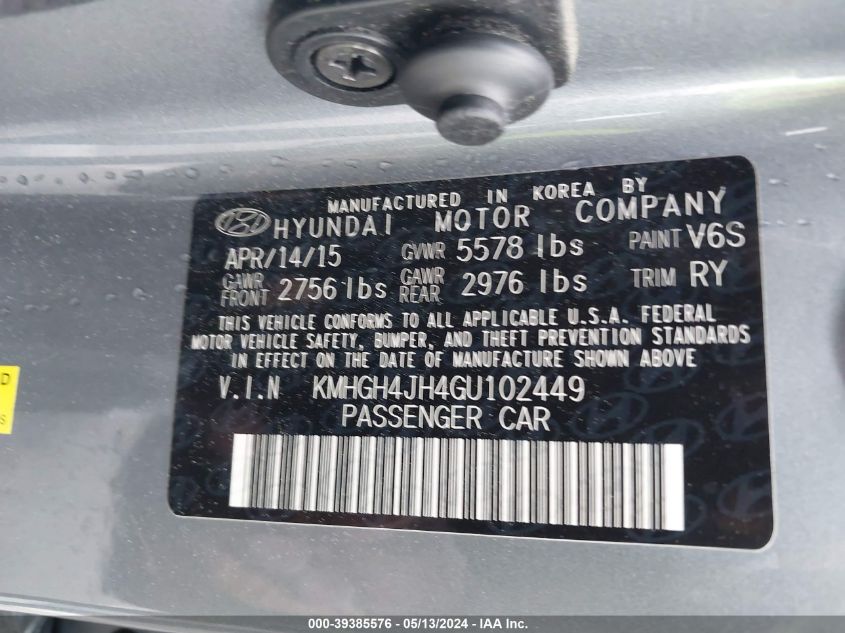 MANUFACTURED IN KOREA BY
HYUNDAI MOTOR COMPANY
APR/14/15 GVWR 5578 lbs PAINT V6S
GAWR FRONT 2756 lbs GAWR REAR 2976 lbs TRIM RY
THIS VEHICLE CONFORMS TO ALL APPLICABLE U.S.A. FEDERAL
MOTOR VEHICLE SAFETY, BUMPER, AND THEFT PREVENTION STANDARDS
IN EFFECT ON THE DATE OF MANUFACTURE SHOWN ABOVE
V.I.N KMHGH4JH4GU102449
PASSENGER CAR
D
S
000-39385576 - 05/13/2024 - IAA Inc.